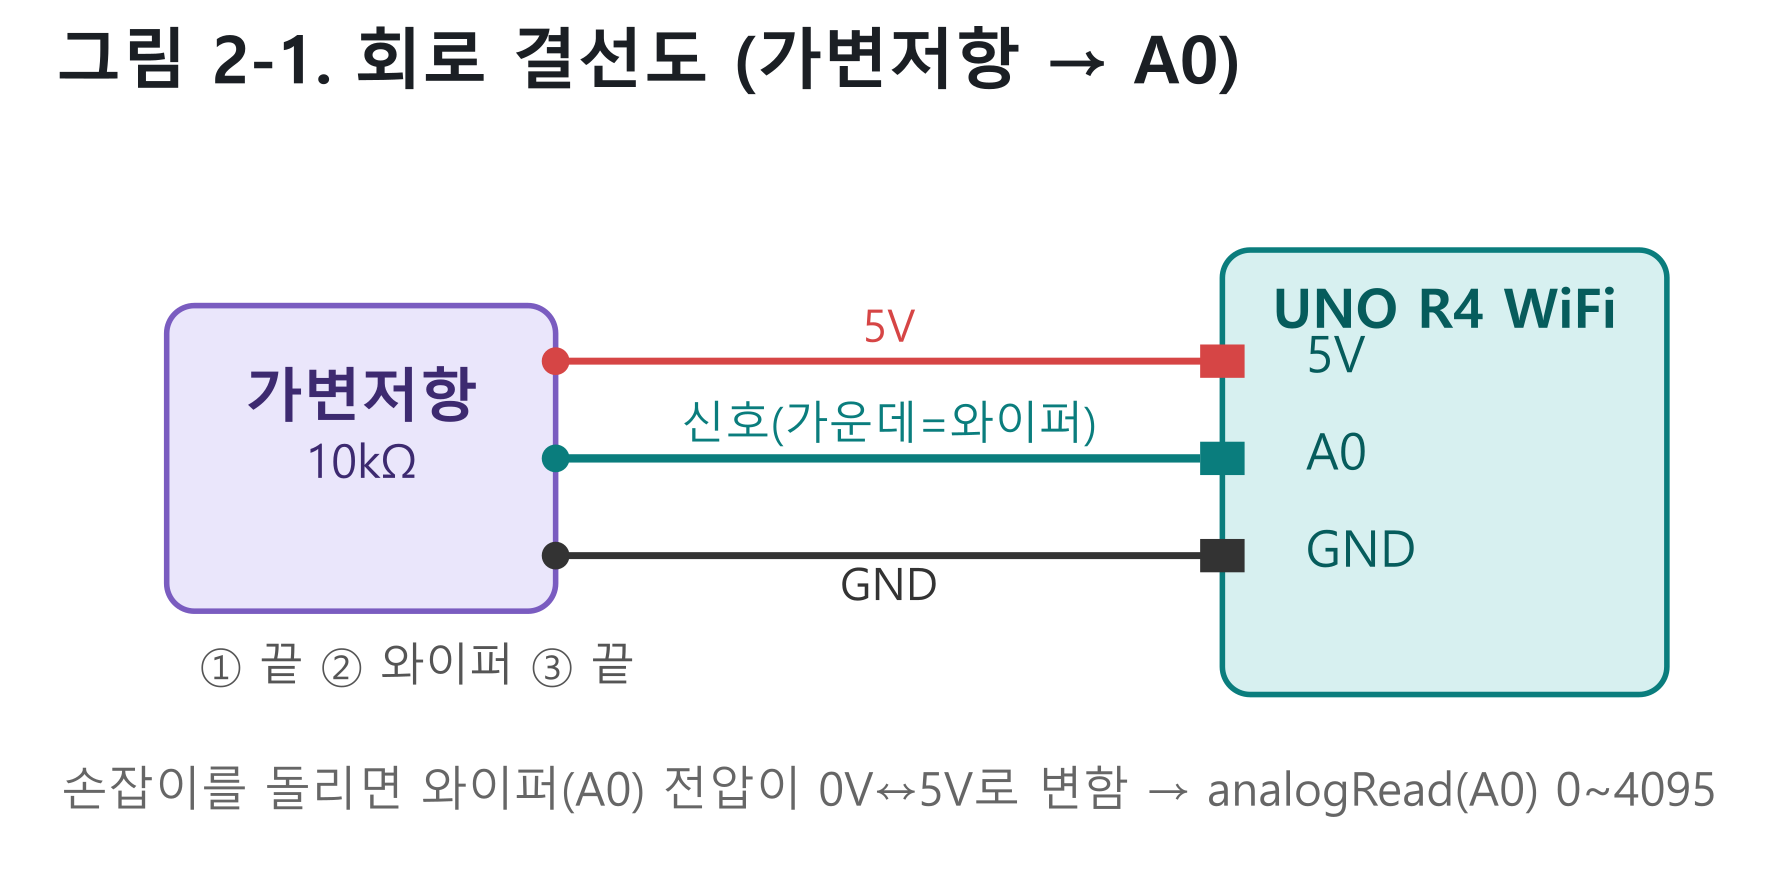 그림 2-1. 회로 결선도 (가변저항 → A0)
UNO R4 WiFi
5V
5V
가변저항
신호(가운데=와이퍼)
A0
10kΩ
GND
GND
① 끝 ② 와이퍼 ③ 끝
손잡이를 돌리면 와이퍼(A0) 전압이 0V↔5V로 변함 → analogRead(A0) 0~4095